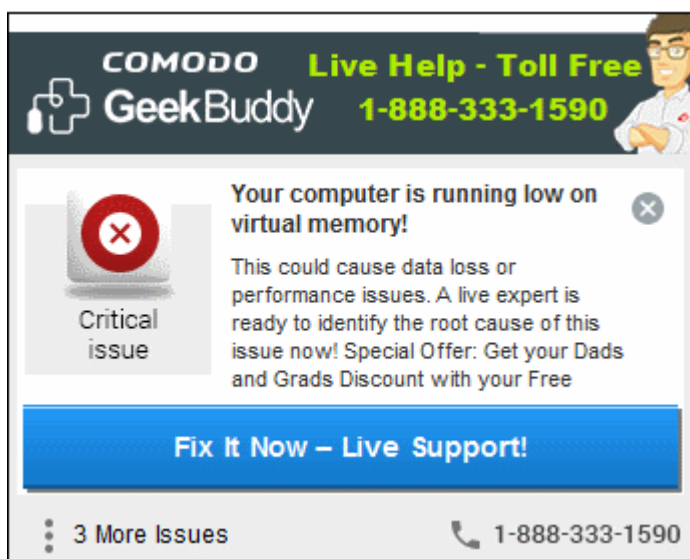 COMODO
GeekBuddy
Live Help - Toll Free
1-888-333-1590
Critical
issue
Your computer is running low on
virtual memory!
This could cause data loss or
performance issues. A live expert is
ready to identify the root cause of this
issue now! Special Offer: Get your Dads
and Grads Discount with your Free
Fix It Now – Live Support!
3 More Issues
1-888-333-1590